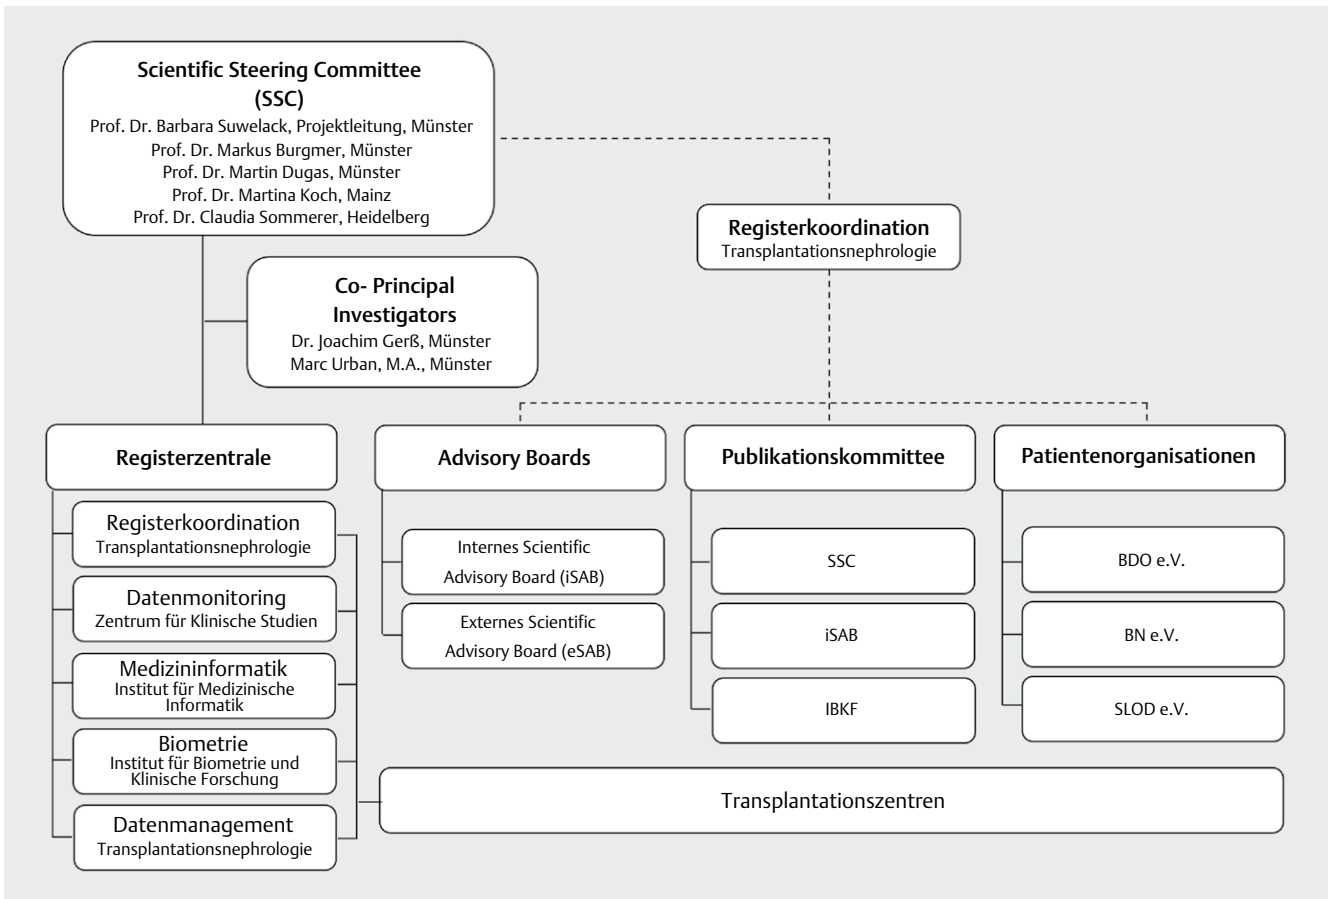 Scientific Steering Committee
(SSC)
Prof. Dr. Barbara Suwelack, Projektleitung, Münster
Prof. Dr. Markus Burgmer, Münster
Prof. Dr. Martin Dugas, Münster
Prof. Dr. Martina Koch, Mainz
Prof. Dr. Claudia Sommerer, Heidelberg
Registerkoordination
Transplantationsnephrologie
Co- Principal
Investigators
Dr. Joachim Gerß, Münster
Marc Urban, M.A., Münster
Registerzentrale
Registerkoordination
Transplantationsnephrologie
Datenmonitoring
Zentrum für Klinische Studien
Medizininformatik
Institut für Medizinische
Informatik
Biometrie
Institut für Biometrie und
Klinische Forschung
Datenmanagement
Transplantationsnephrologie
Advisory Boards
Internes Scientific
Advisory Board (iSAB)
Externes Scientific
Advisory Board (eSAB)
Publikationskommittee
SSC
iSAB
IBKF
Patientenorganisationen
BDO e.V.
BN e.V.
SLOD e.V.
Transplantationszentren